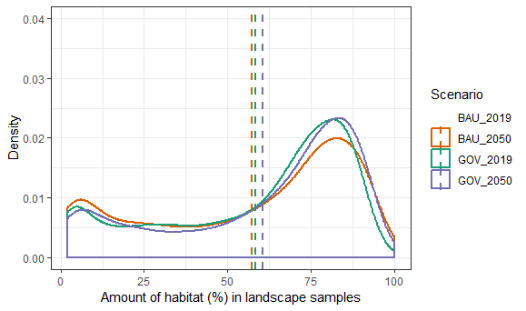 0.04
0.03
0.02
0.01
0.00
Density
0
25
50
75
100
Amount of habitat (%) in landscape samples
Scenario
BAU_2019
BAU_2050
GOV_2019
GOV_2050